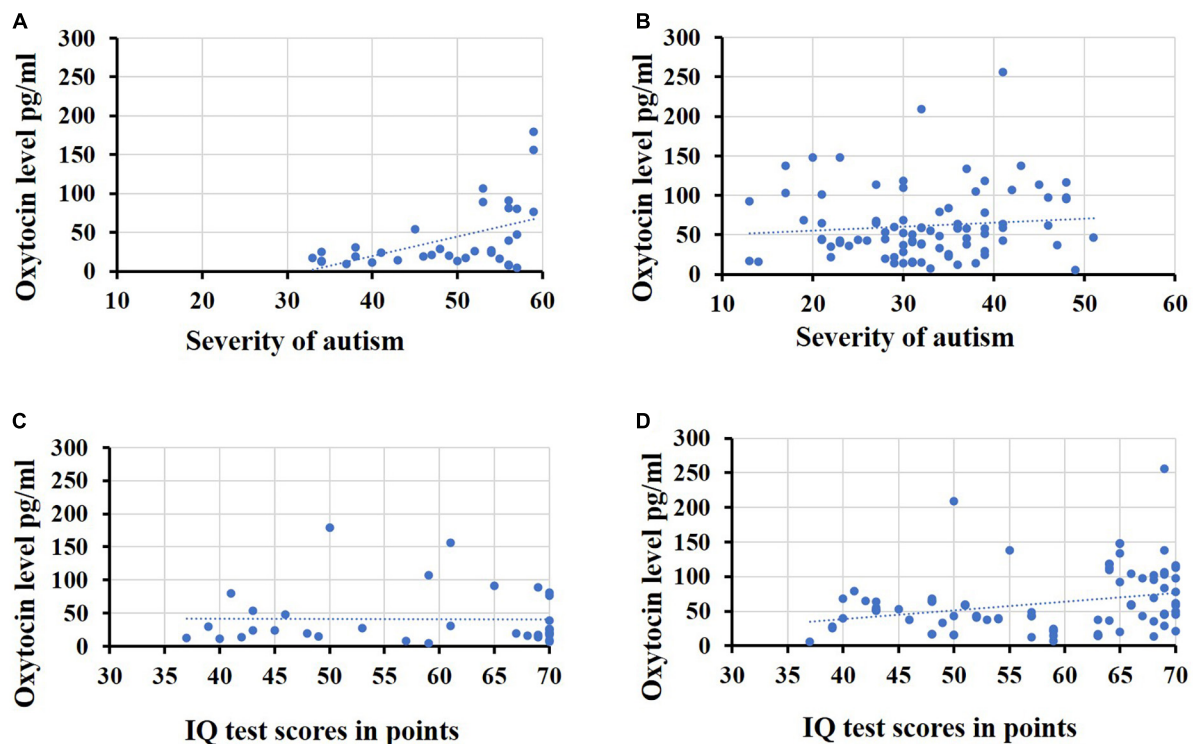 A
Oxytocin level pg/ml
300
250
200
150
100
50
0
10 20 30 40 50 60
Severity of autism
B
Oxytocin level pg/ml
300
250
200
150
100
50
0
10 20 30 40 50 60
Severity of autism
C
Oxytocin level pg/ml
300
250
200
150
100
50
0
30 35 40 45 50 55 60 65 70
IQ test scores in points
D
Oxytocin level pg/ml
300
250
200
150
100
50
0
30 35 40 45 50 55 60 65 70
IQ test scores in points